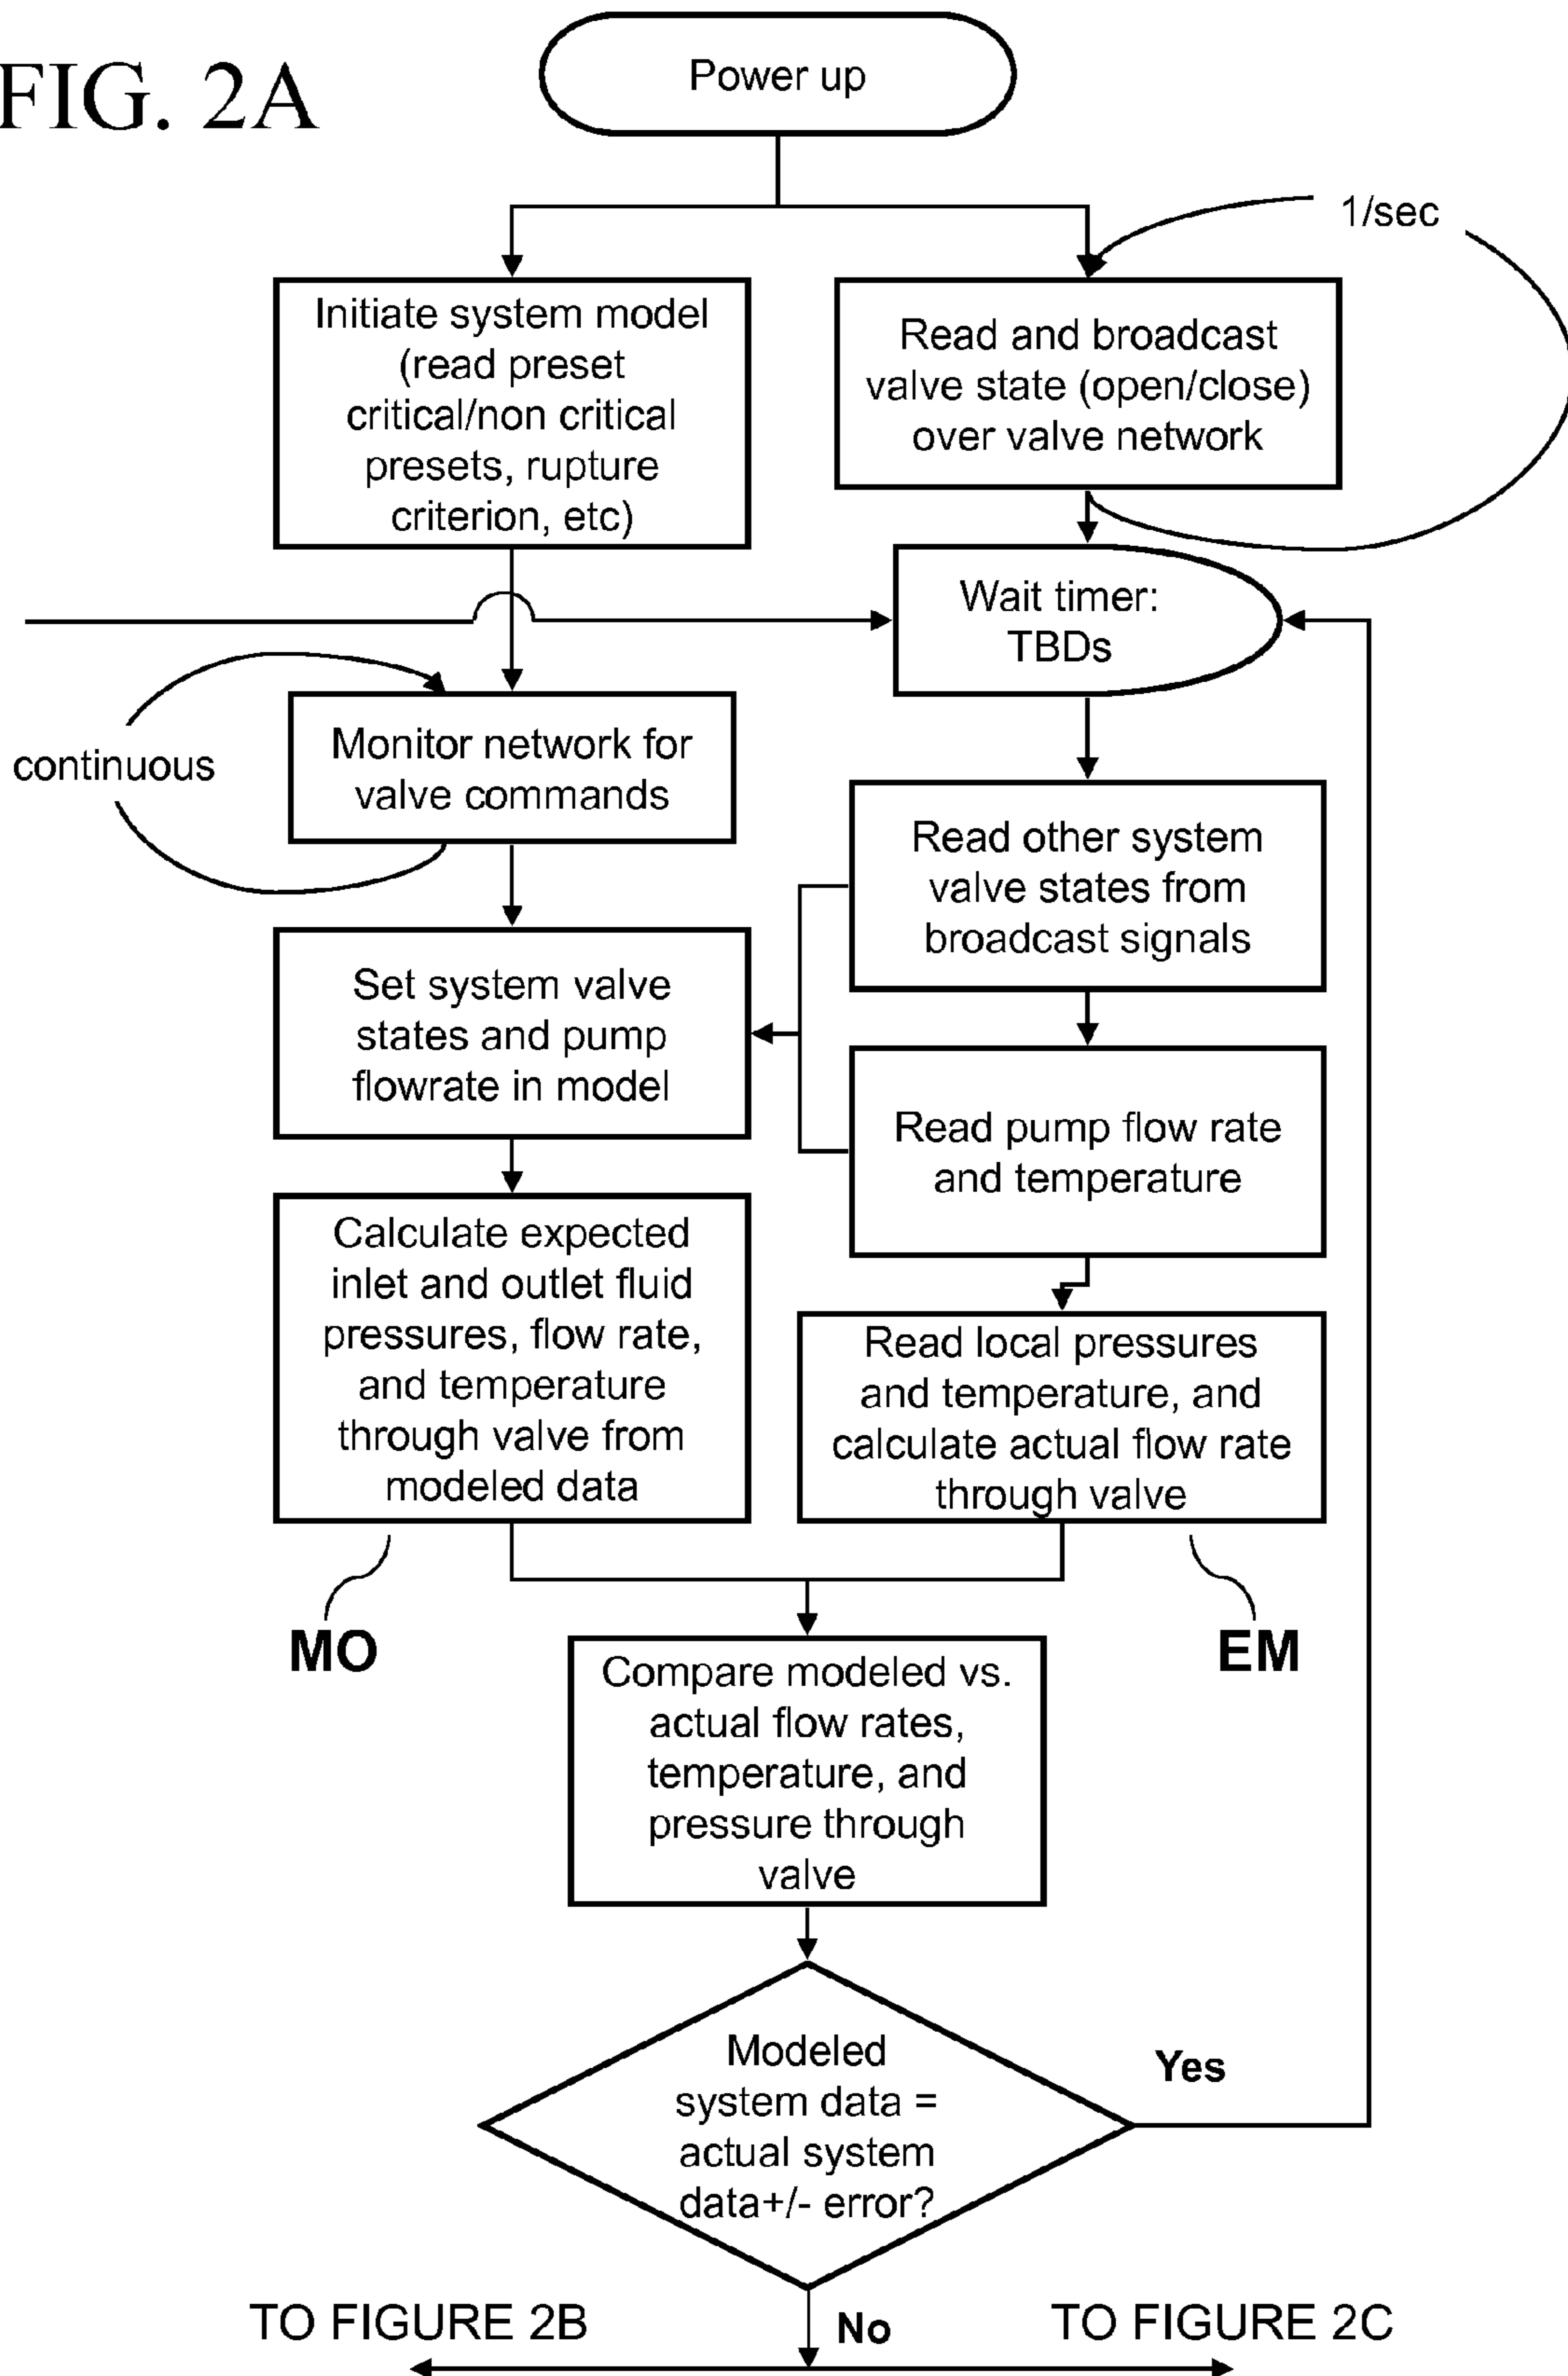 FIG. 2A
Power up
1/sec
Initiate system model
(read preset
critical/non critical
presets, rupture
criterion, etc)
Read and broadcast
valve state (open/close)
over valve network
Wait timer:
TBDs
continuous
Monitor network for
valve commands
Read other system
valve states from
broadcast signals
Set system valve
states and pump
flowrate in model
Read pump flow rate
and temperature
Calculate expected
inlet and outlet fluid
pressures, flow rate,
and temperature
through valve from
modeled data
Read local pressures
and temperature, and
calculate actual flow rate
through valve
MO
EM
Compare modeled vs.
actual flow rates,
temperature, and
pressure through
valve
Modeled
system data =
actual system
data+/- error?
Yes
No
TO FIGURE 2B
TO FIGURE 2C